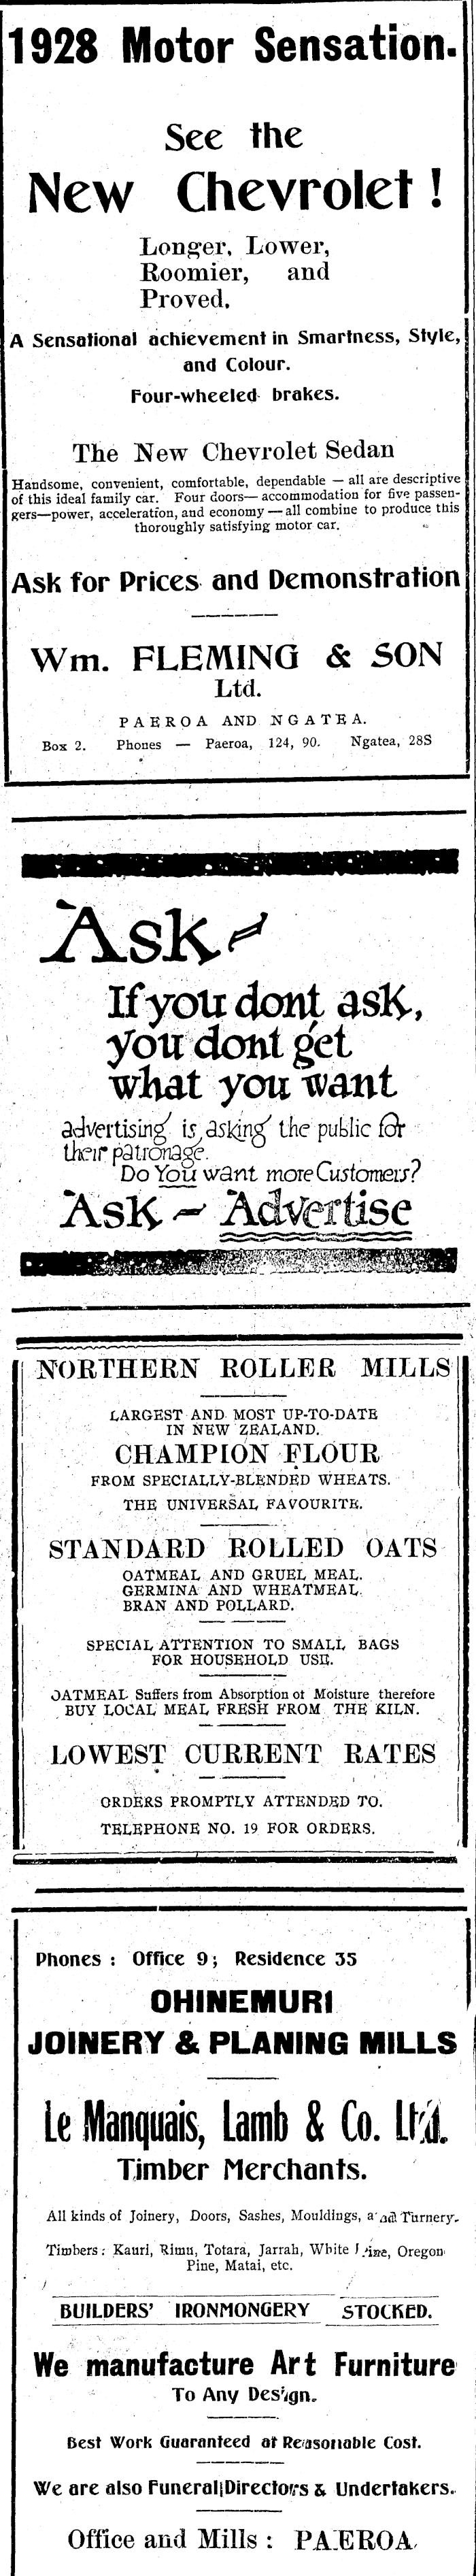 1928 Motor Sensation.
See the
New Chevrolet!
Longer, Lower,
Roomier, and
Proved.
A Sensational achievement in Smartness, Style,
and Colour.
Four-wheeled brakes.
The New Chevrolet Sedan
Handsome, convenient, comfortable, dependable — all are descriptive
of this ideal family car. Four doors—accommodation for five passen-
gers—power, acceleration, and economy—all combine to produce this
thoroughly satisfying motor car.
Ask for Prices and Demonstration
Wm. FLEMING & SON
Ltd.
PAEROA AND NGATEA.
Box 2. Phones — Paeroa, 124, 90. Ngatea, 28S
Ask—
If you dont ask,
you dont get
what you want
advertising is asking the public for
their patronage.
Do You want more Customers?
Ask — Advertise
NORTHERN ROLLER MILLS
LARGEST AND MOST UP-TO-DATE
IN NEW ZEALAND.
CHAMPION FLOUR
FROM SPECIALLY-BLENDED WHEATS.
THE UNIVERSAL FAVOURITE.
STANDARD ROLLED OATS
OATMEAL AND GRUEL MEAL.
GERMINA AND WHEATMEAL.
BRAN AND POLLARD.
SPECIAL ATTENTION TO SMALL BAGS
FOR HOUSEHOLD USE.
OATMEAL Suffers from Absorption of Moisture therefore
BUY LOCAL MEAL FRESH FROM THE KILN.
LOWEST CURRENT RATES
ORDERS PROMPTLY ATTENDED TO.
TELEPHONE NO. 19 FOR ORDERS.
Phones : Office 9; Residence 35
OHINEMURI
JOINERY & PLANING MILLS
Le Manquais, Lamb & Co. Ltd.
Timber Merchants.
All kinds of Joinery, Doors, Sashes, Mouldings, and Turnery.
Timbers: Kauri, Rimu, Totara, Jarrah, White Pine, Oregon
Pine, Matai, etc.
BUILDERS' IRONMONGERY STOCKED.
We manufacture Art Furniture
To Any Design.
Best Work Guaranteed at Reasonable Cost.
We are also Funeral Directors & Undertakers.
Office and Mills : PAEROA